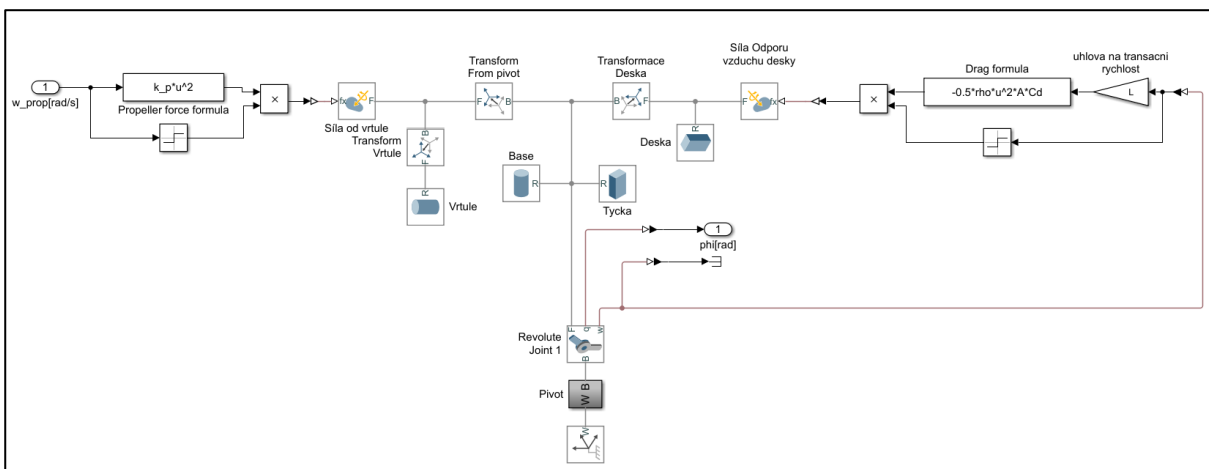 1
w_prop[rad/s]
k_p*u^2
Propeller force formula
×
fx
F
Síla od vrtule
Transform
From pivot
F
B
Transform
Vrtule
B
F
R
Vrtule
Base
R
Transformace
Deska
B
F
R
Deska
R
Tycka
Síla Odporu
vzduchu desky
F
fx
×
Drag formula
-0.5*rho*u^2*A*Cd
uhlova na transacni
rychlost
L
1
phi[rad]
F
q
w
Revolute
Joint 1
B
Pivot
W B
W